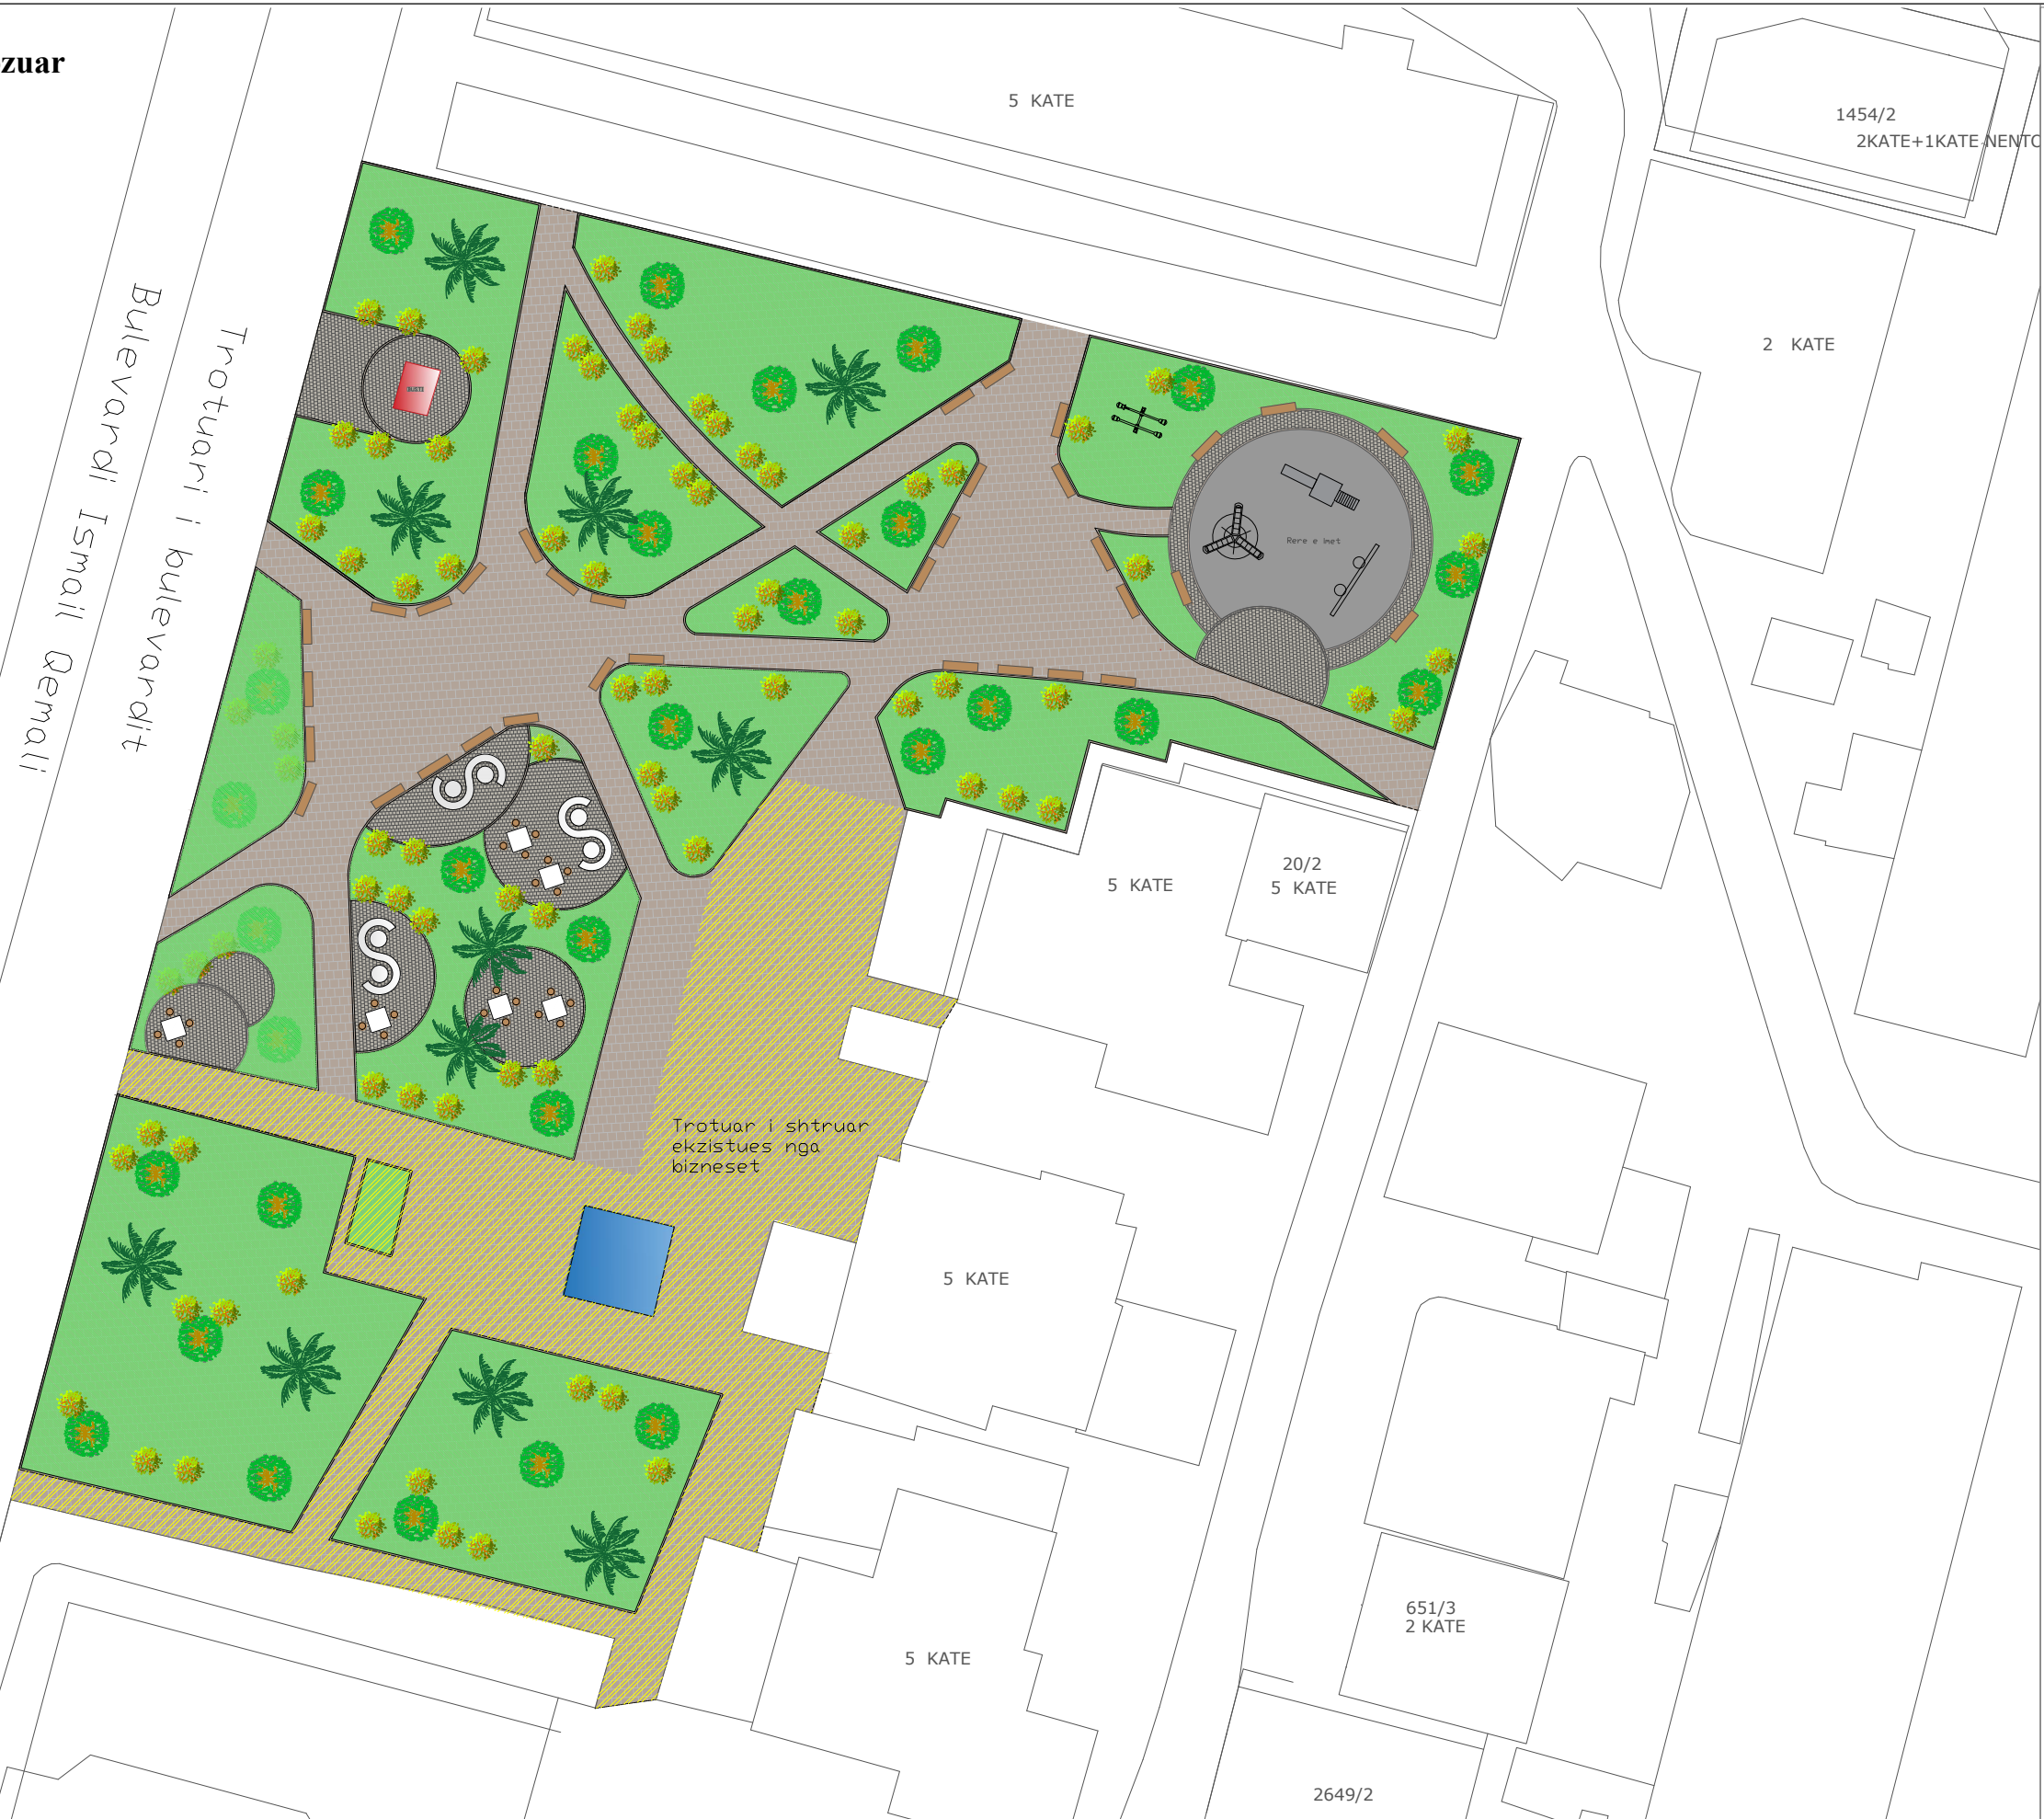 zuar
5 KATE
1454/2
2KATE+1KATE NENTO
2 KATE
Bulevardi Ismail Qemali
Trotuari i bulevardit
Rere e imet
20/2
5 KATE
5 KATE
Trotuar i shtruar
ekzistues nga
bizneset
5 KATE
651/3
2 KATE
5 KATE
2649/2